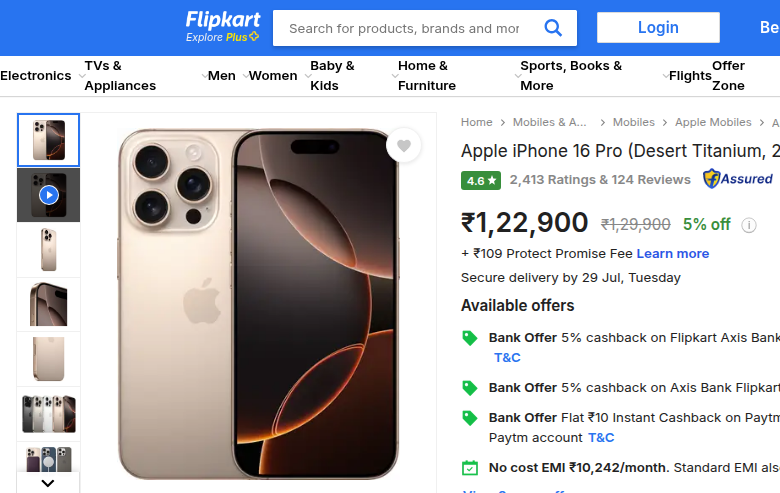 Flipkart
Explore Plus
Search for products, brands and mor
Login
Be
Electronics
TVs &
Appliances
Men
Women
Baby &
Kids
Home &
Furniture
Sports, Books &
More
Flights
Offer
Zone
Home
Mobiles & A...
Mobiles
Apple Mobiles
A
Apple iPhone 16 Pro (Desert Titanium, 2
4.6★ 2,413 Ratings & 124 Reviews Assured
₹1,22,900 ₹1,29,900 5% off
+ ₹109 Protect Promise Fee Learn more
Secure delivery by 29 Jul, Tuesday
Available offers
Bank Offer 5% cashback on Flipkart Axis Bank
T&C
Bank Offer 5% cashback on Axis Bank Flipkart
Bank Offer Flat ₹10 Instant Cashback on Paytm
Paytm account T&C
No cost EMI ₹10,242/month. Standard EMI als